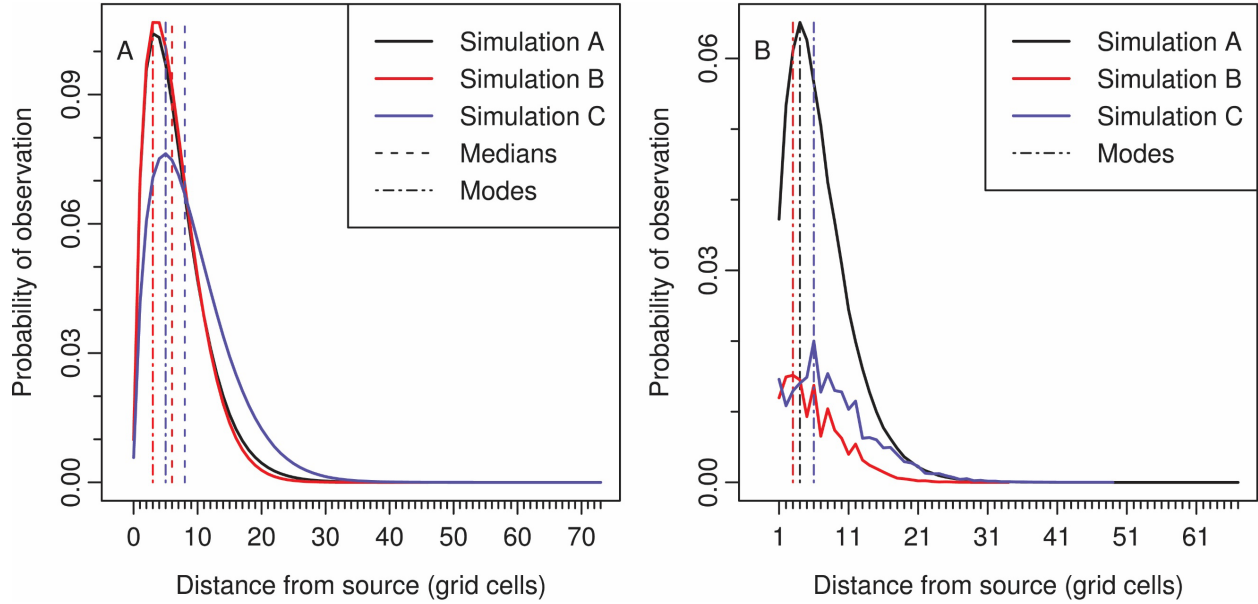 A
Simulation A
Simulation B
Simulation C
Medians
Modes
Probability of observation
0.00
0.03
0.06
0.09
0
10
20
30
40
50
60
70
Distance from source (grid cells)
B
Simulation A
Simulation B
Simulation C
Modes
Probability of observation
0.00
0.03
0.06
1
11
21
31
41
51
61
Distance from source (grid cells)